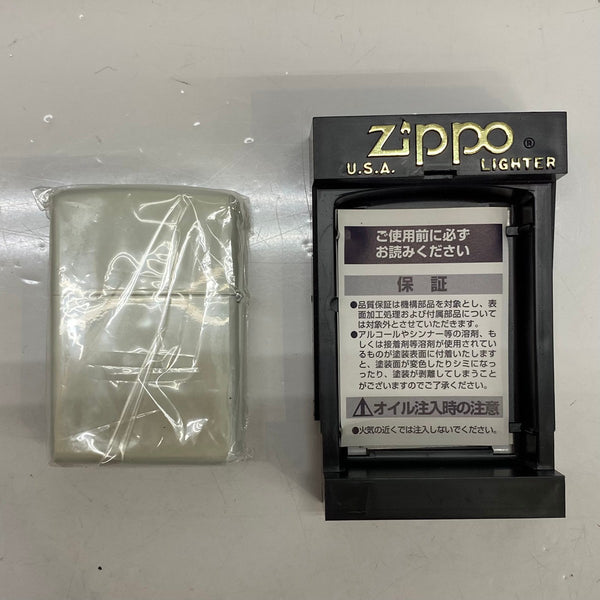 Zippo®
U.S.A. LIGHTER
ご使用前に必ず
お読みください
保証
●品質保証は機構部品を対象とし、表
面加工処理および付属部品について
は対象外とさせていただきます。
●アルコールやシンナー等の溶剤、も
しくは接着剤等溶剤が使用されてい
るものが塗装表面に付着いたします
と、塗装面が変色したりシミになっ
たり、塗装が剥離してしまうこと
がございますのでご了承ください。
⚠オイル注入時の注意
●火気の近くでは注入しないでください。